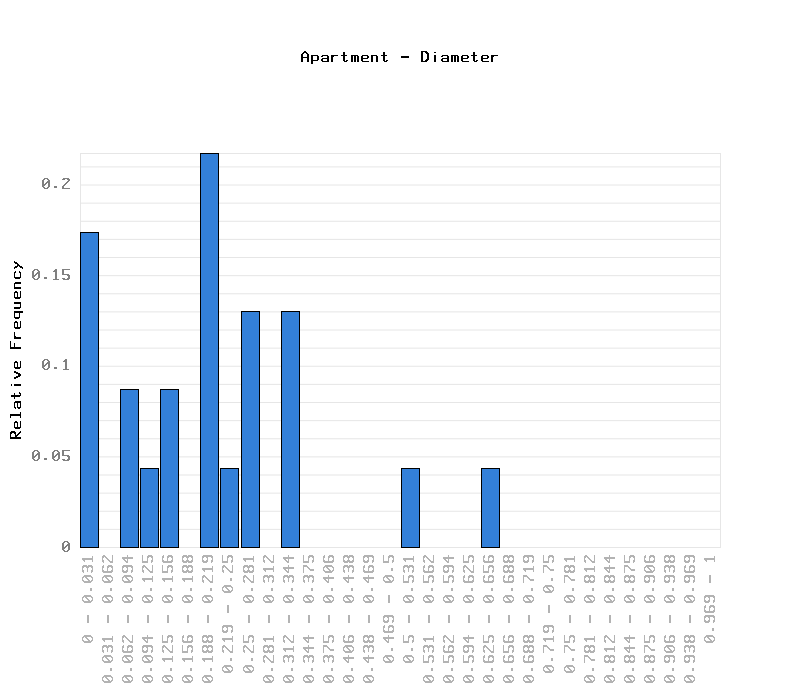 Apartment - Diameter
Relative Frequency
0.2
0.15
0.1
0.05
0
0 - 0.031
0.031 - 0.062
0.062 - 0.094
0.094 - 0.125
0.125 - 0.156
0.156 - 0.188
0.188 - 0.219
0.219 - 0.25
0.25 - 0.281
0.281 - 0.312
0.312 - 0.344
0.344 - 0.375
0.375 - 0.406
0.406 - 0.438
0.438 - 0.469
0.469 - 0.5
0.5 - 0.531
0.531 - 0.562
0.562 - 0.594
0.594 - 0.625
0.625 - 0.656
0.656 - 0.688
0.688 - 0.719
0.719 - 0.75
0.75 - 0.781
0.781 - 0.812
0.812 - 0.844
0.844 - 0.875
0.875 - 0.906
0.906 - 0.938
0.938 - 0.969
0.969 - 1